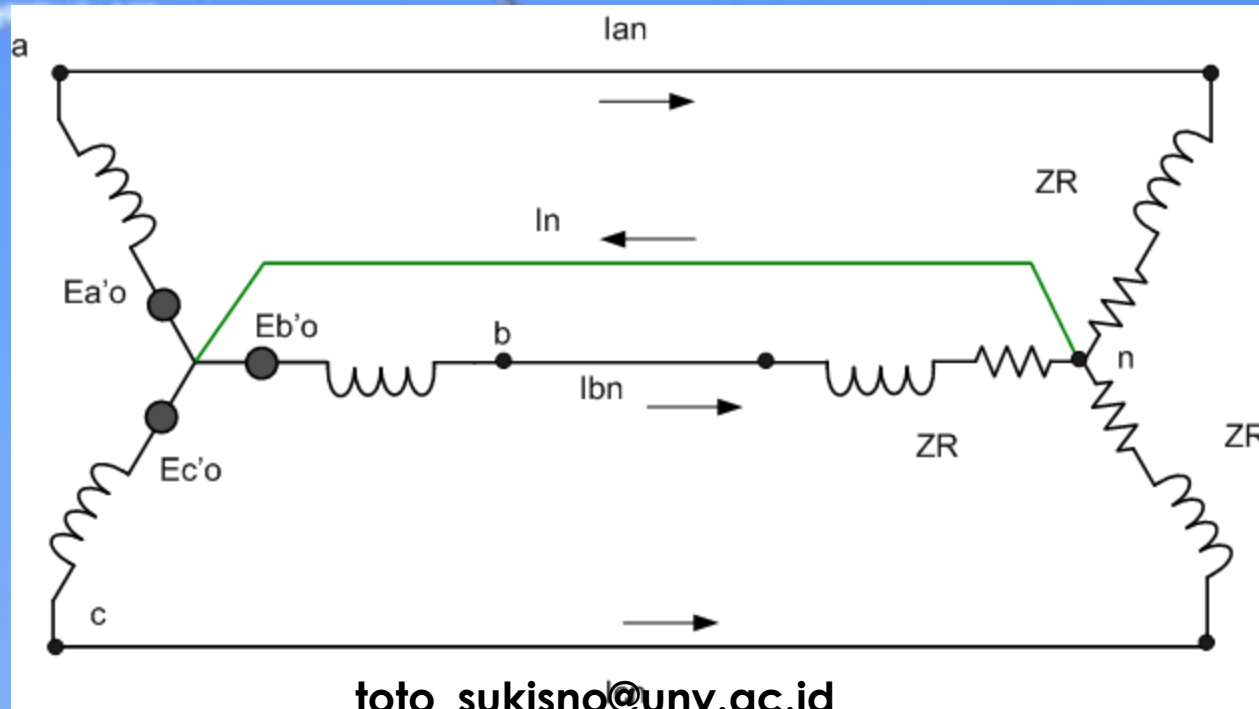 a
Ian
ZR
In
Ea'o
Eb'o
b
n
Ibn
ZR
ZR
Ec'o
c
toto_sukisno@uny.ac.id